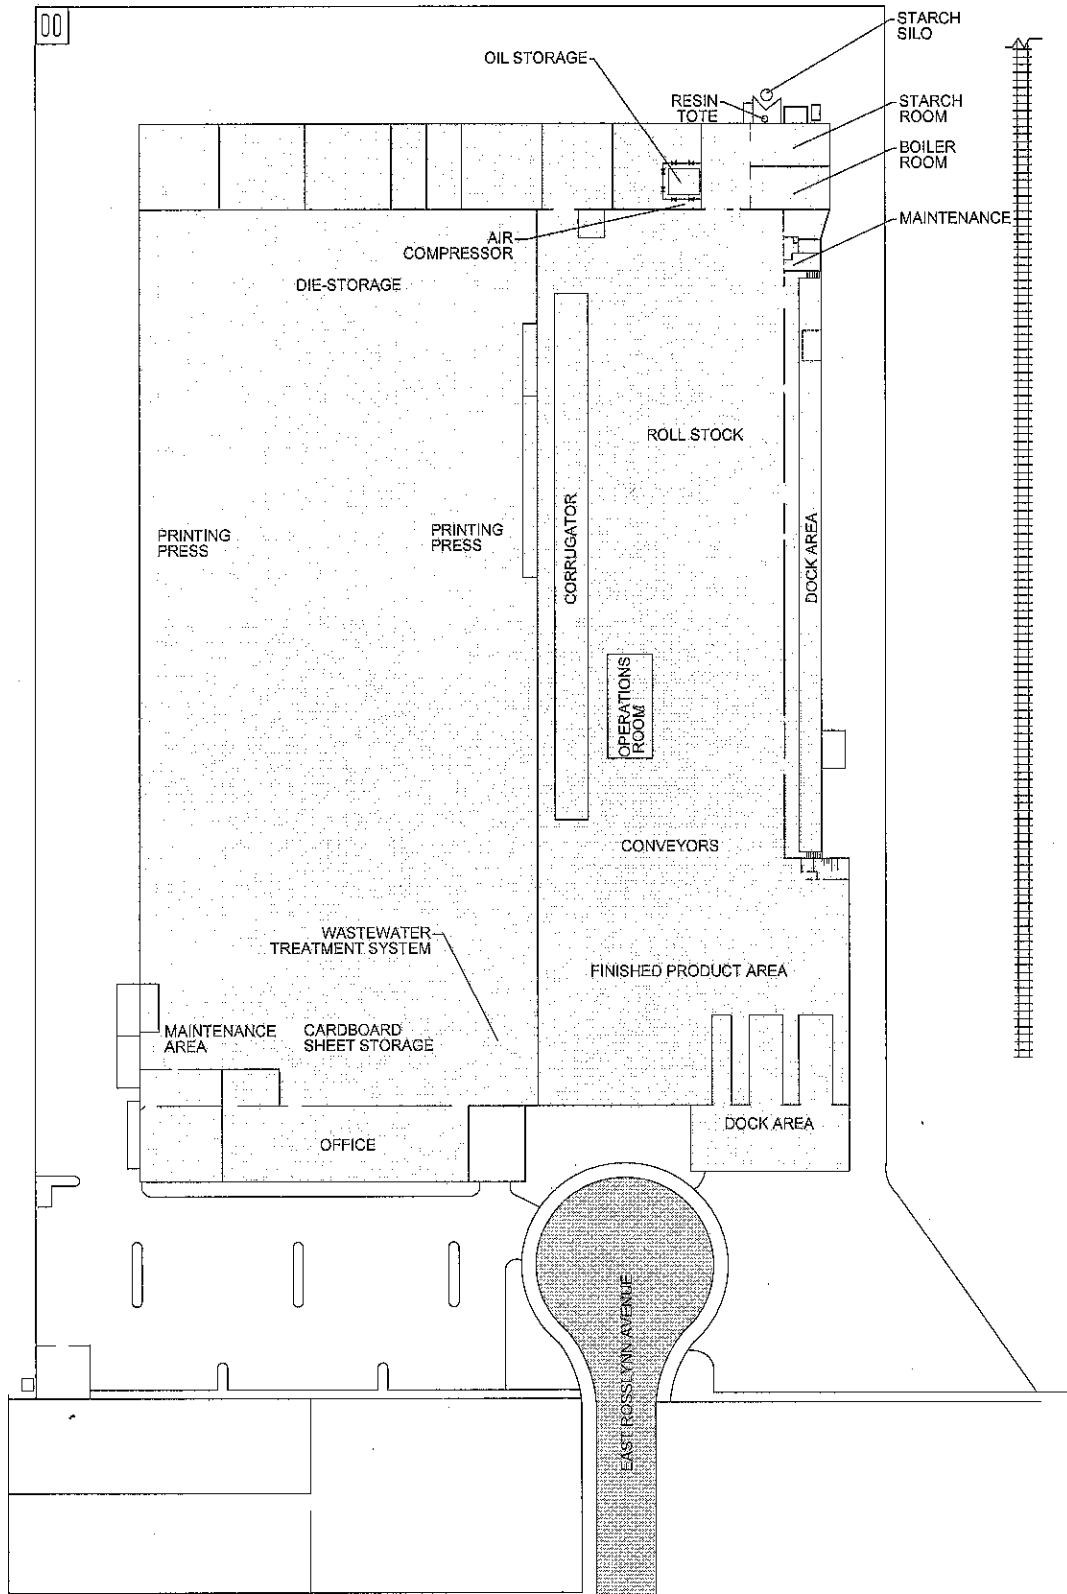 STARCH
SILO
OIL STORAGE
RESIN
TOTE
STARCH
ROOM
BOILER
ROOM
MAINTENANCE
AIR
COMPRESSOR
DIE-STORAGE
ROLL STOCK
PRINTING
PRESS
PRINTING
PRESS
CORRUGATOR
DOCK AREA
OPERATIONS
ROOM
CONVEYORS
WASTEWATER
TREATMENT SYSTEM
FINISHED PRODUCT AREA
MAINTENANCE
AREA
CARDBOARD
SHEET STORAGE
OFFICE
DOCK AREA
EAST ROSSLYNN AVENUE